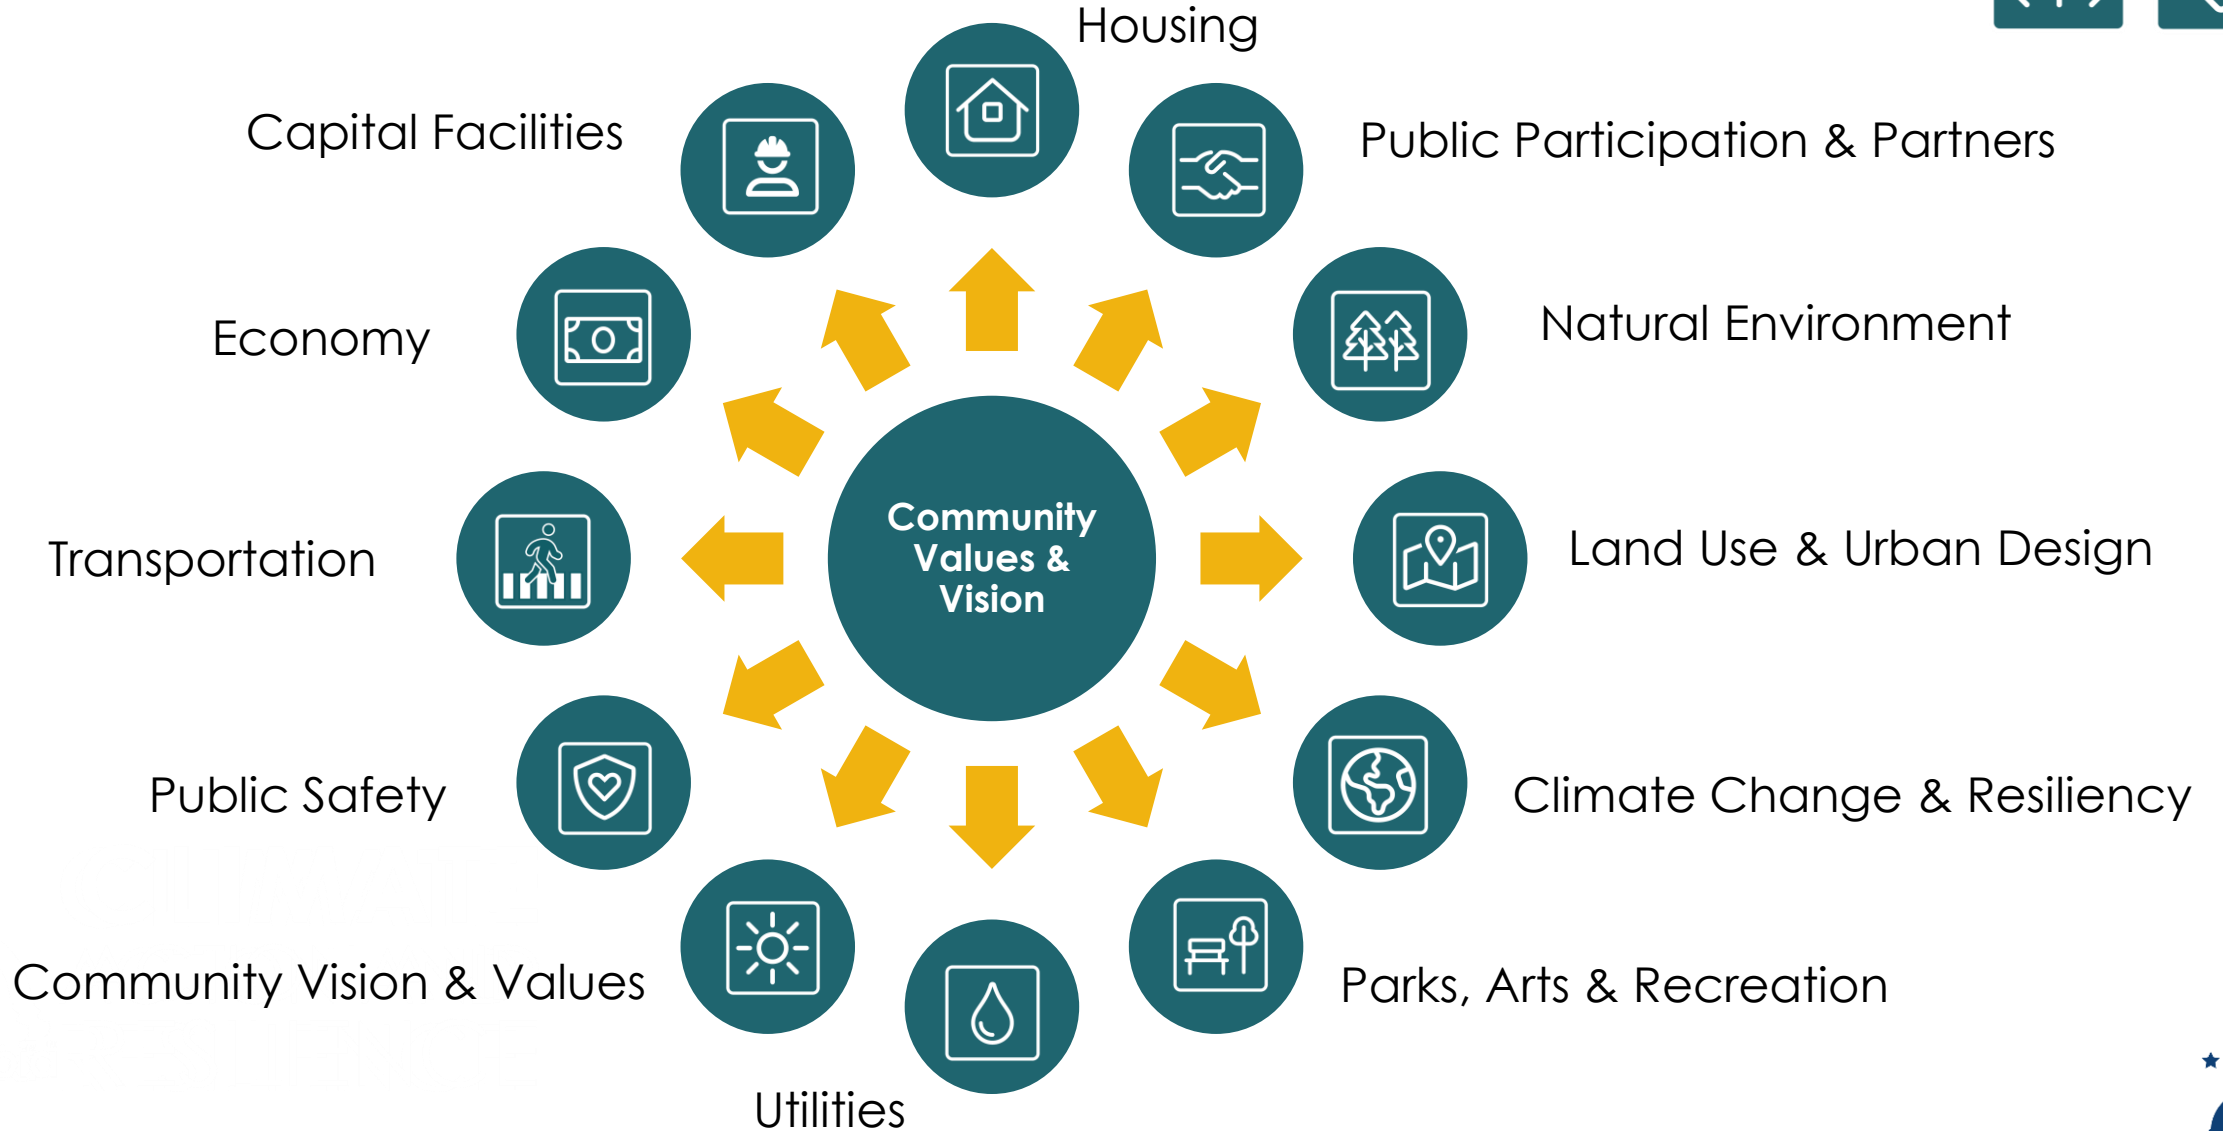 Housing
Capital Facilities
Public Participation & Partners
Economy
Natural Environment
Community
Values &
Vision
Transportation
Land Use & Urban Design
Public Safety
Climate Change & Resiliency
Community Vision & Values
Parks, Arts & Recreation
Utilities